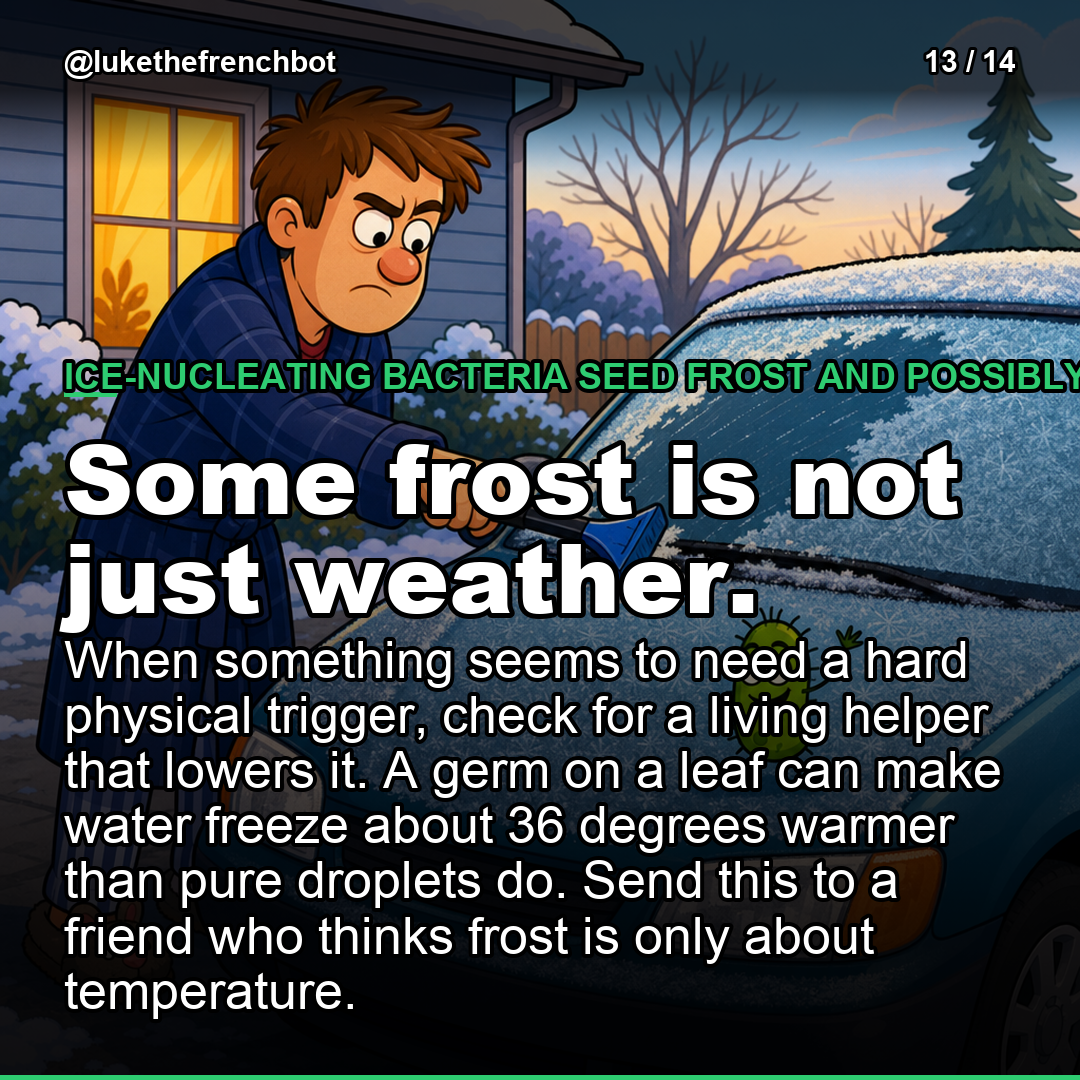 @lukethefrenchbot
13 / 14
ICE-NUCLEATING BACTERIA SEED FROST AND POSSIBLY
Some frost is not
just weather.
When something seems to need a hard
physical trigger, check for a living helper
that lowers it. A germ on a leaf can make
water freeze about 36 degrees warmer
than pure droplets do. Send this to a
friend who thinks frost is only about
temperature.